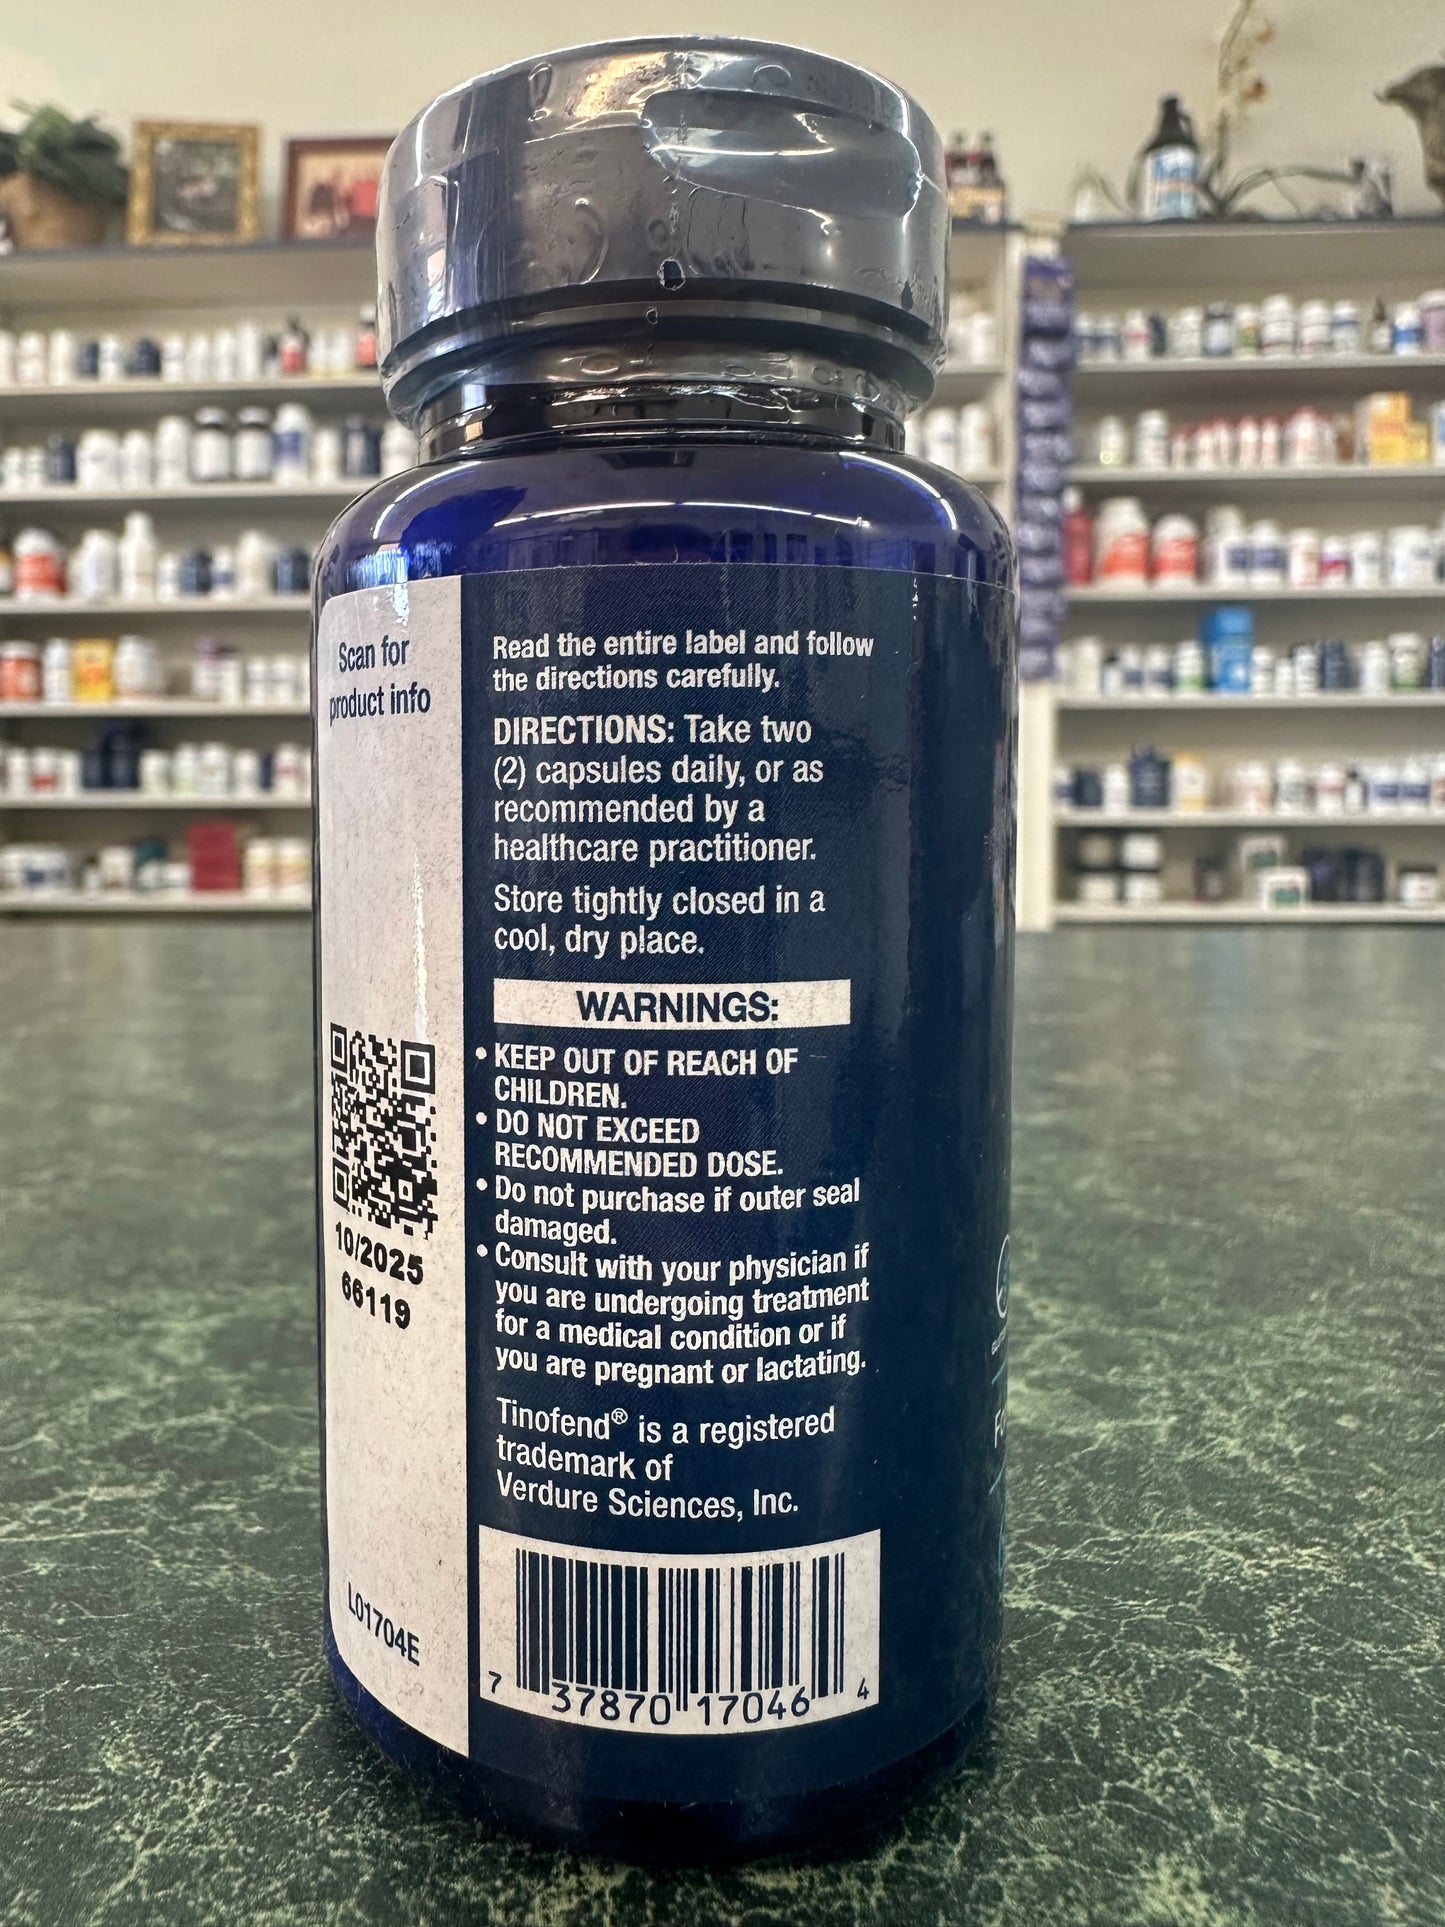 Scan for
product info
10/2025
66119
L01704E
Read the entire label and follow
the directions carefully.
DIRECTIONS: Take two
(2) capsules daily, or as
recommended by a
healthcare practitioner.
Store tightly closed in a
cool, dry place.
WARNINGS:
• KEEP OUT OF REACH OF
CHILDREN.
• DO NOT EXCEED
RECOMMENDED DOSE.
• Do not purchase if outer seal
damaged.
• Consult with your physician if
you are undergoing treatment
for a medical condition or if
you are pregnant or lactating.
Tinofend® is a registered
trademark of
Verdure Sciences, Inc.
7 37870 17046 4